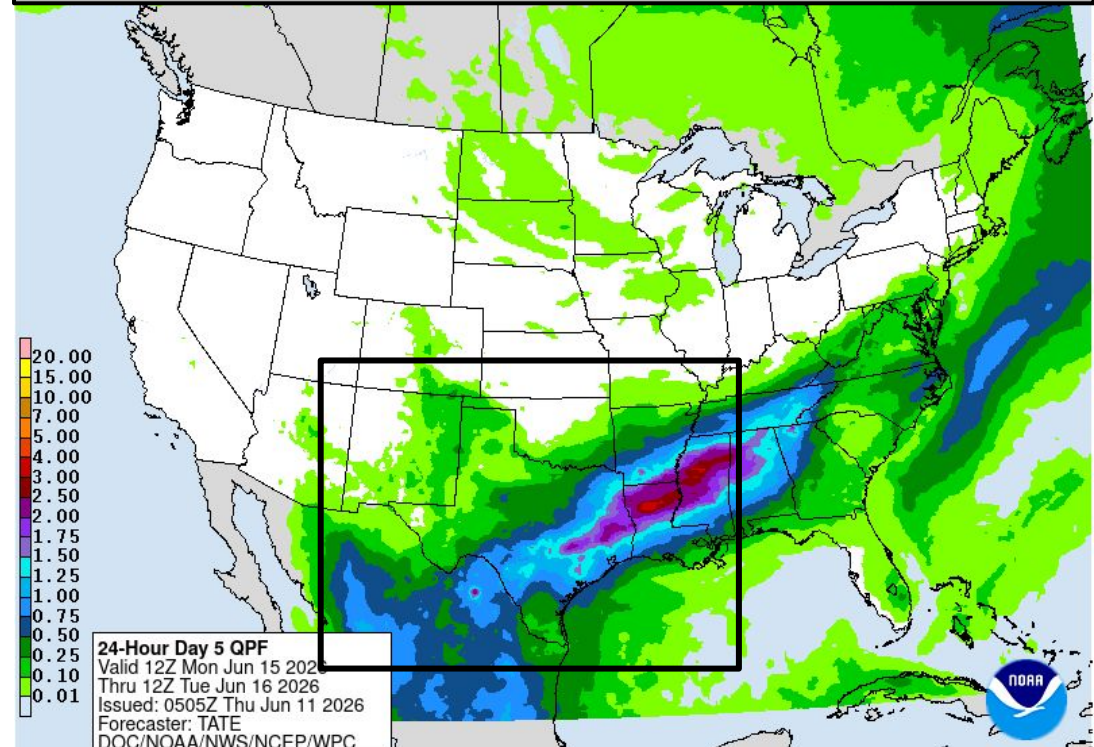 20.00
15.00
10.00
7.00
5.00
4.00
3.00
2.50
2.00
1.75
1.50
1.25
1.00
0.75
0.50
0.25
0.10
0.01
24-Hour Day 5 QPF
Valid 12Z Mon Jun 15 2026
Thru 12Z Tue Jun 16 2026
Issued: 0505Z Thu Jun 11 2026
Forecaster: TATE
DOC/NOAA/NWS/NCEP/WPC
NOAA